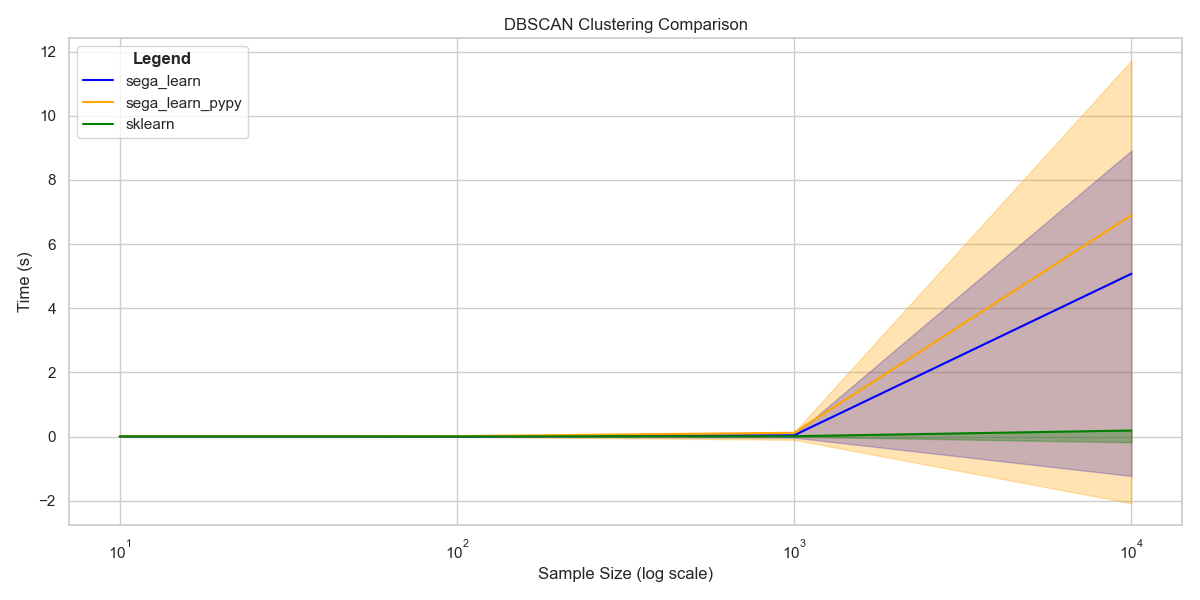 DBSCAN Clustering Comparison
Legend
sega_learn
sega_learn_pypy
sklearn
Time (s)
12
10
8
6
4
2
0
−2
10¹
10²
10³
10⁴
Sample Size (log scale)